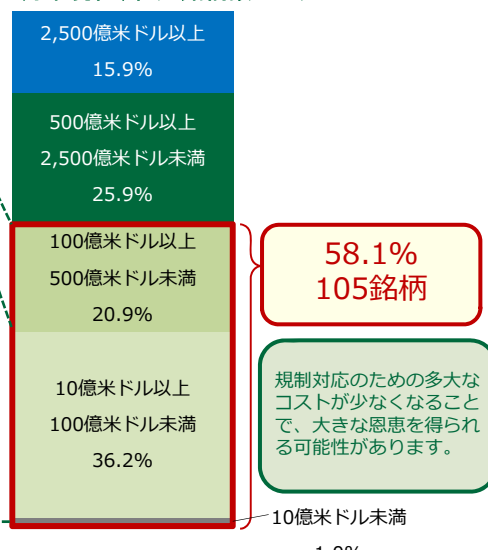 2,500億米ドル以上
15.9%
500億米ドル以上
2,500億米ドル未満
25.9%
100億米ドル以上
500億米ドル未満
20.9%
58.1%
105銘柄
10億米ドル以上
100億米ドル未満
36.2%
規制対応のための多大な
コストが少なくなること
で、大きな恩恵を得られ
る可能性があります。
10億米ドル未満